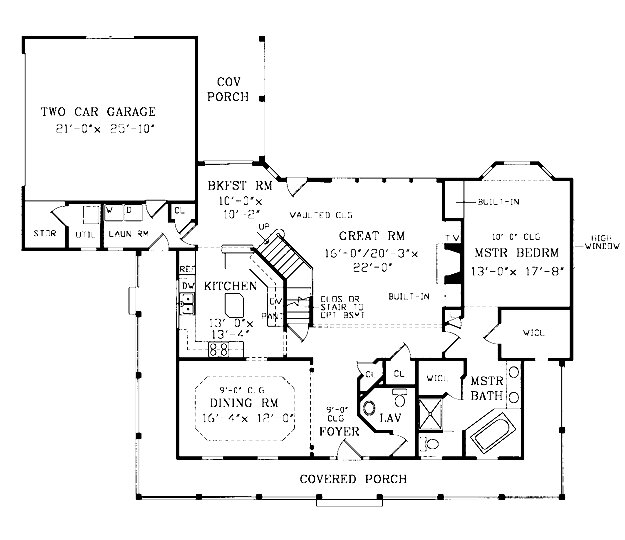 COV
PORCH
TWO CAR GARAGE
21'-0"x 25'-10"
BKFST RM
10'-0"x
10'-2"
BUILT-IN
W D
CL
VAULTED CLG
UP
STOR
UTIL
LAUN RM
GREAT RM
16'-0"/20'-3"x
22'-0"
TV
10'-0" CLG
MSTR BEDRM
13'-0"x 17'-8"
HIGH
WINDOW
REF
DW
KITCHEN
13'-0"x
13'-4"
OV
PAN
CLOS OR
STAIR TO
OPT BSMT
BUILT-IN
WICL
CL
CL
WICL
MSTR
BATH
9'-0" CLG
DINING RM
16'-4"x 12'-0"
9'-0"
CLG
FOYER
LAV
COVERED PORCH